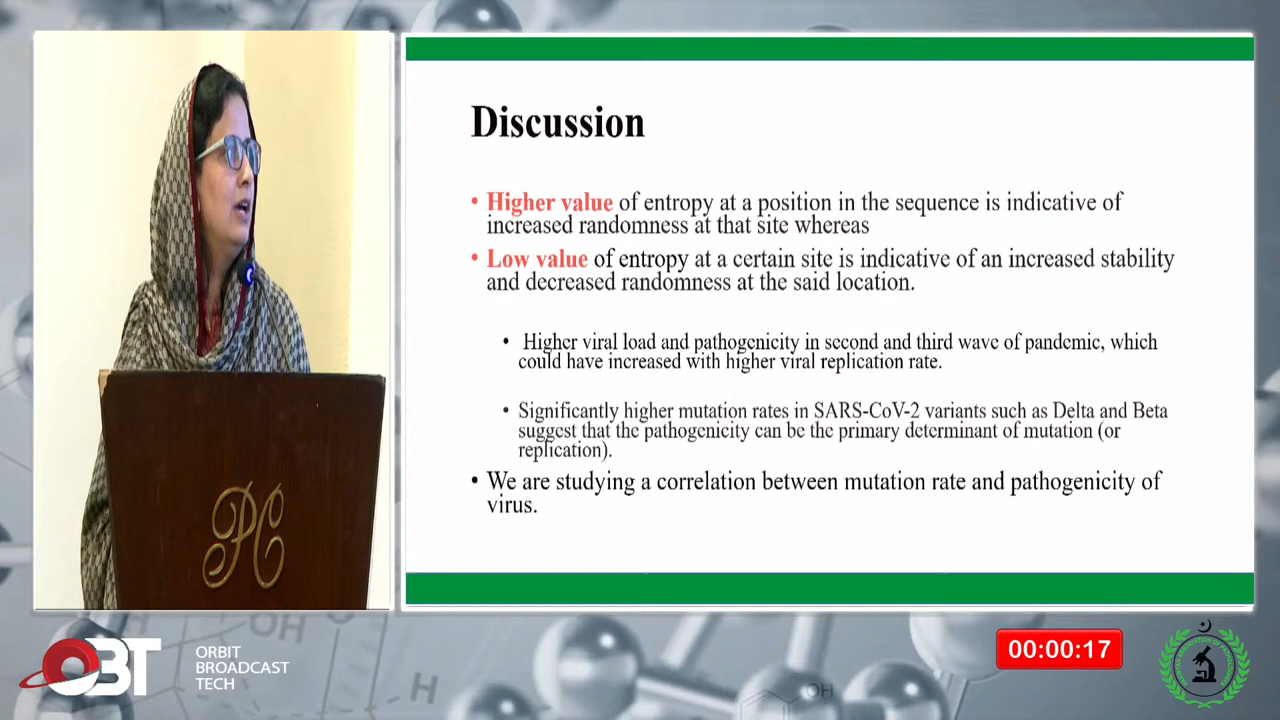 Discussion
• Higher value of entropy at a position in the sequence is indicative of
increased randomness at that site whereas
• Low value of entropy at a certain site is indicative of an increased stability
and decreased randomness at the said location.
• Higher viral load and pathogenicity in second and third wave of pandemic, which
could have increased with higher viral replication rate.
• Significantly higher mutation rates in SARS-CoV-2 variants such as Delta and Beta
suggest that the pathogenicity can be the primary determinant of mutation (or
replication).
• We are studying a correlation between mutation rate and pathogenicity of
virus.
PC
OBT
ORBIT
BROADCAST
TECH
00:00:17
OH
H
H
OH